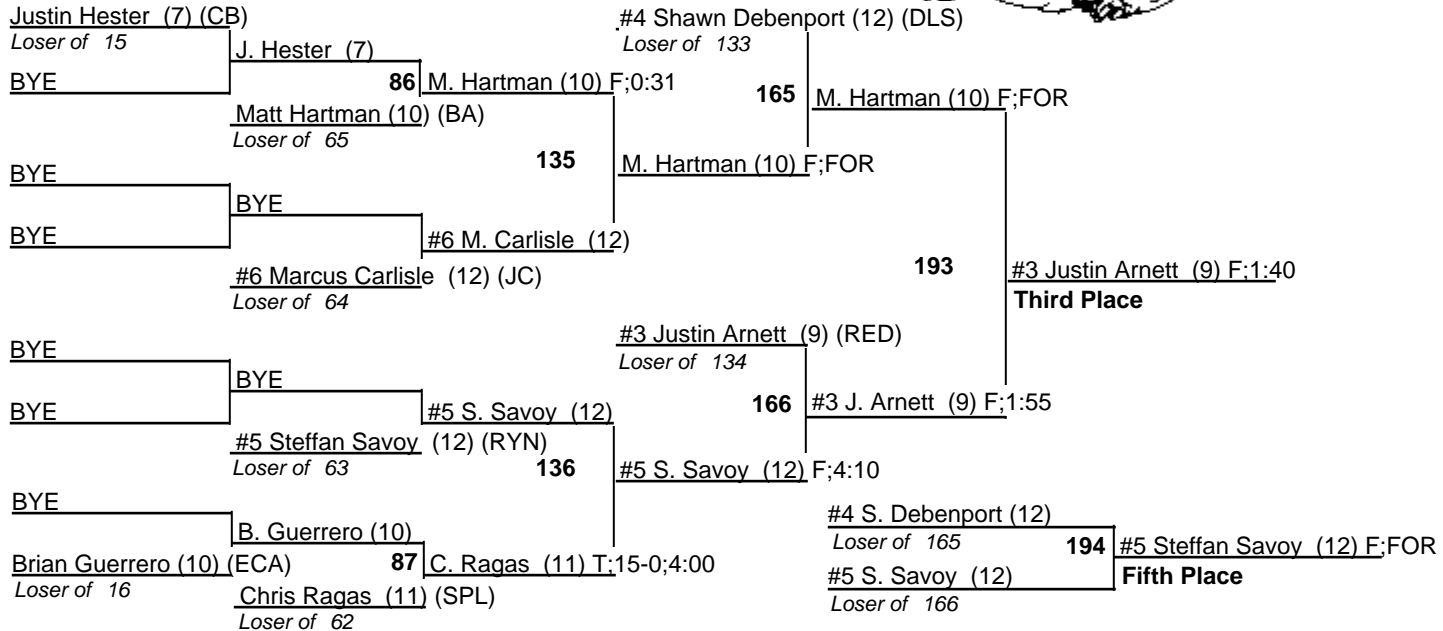 Justin Hester (7) (CB)
Loser of 15
BYE
J. Hester (7)
86
Matt Hartman (10) (BA)
Loser of 65
M. Hartman (10) F;0:31
BYE
BYE
BYE
#6 Marcus Carlisle (12) (JC)
Loser of 64
#6 M. Carlisle (12)
135
M. Hartman (10) F;FOR
#4 Shawn Debenport (12) (DLS)
Loser of 133
165
M. Hartman (10) F;FOR
BYE
BYE
BYE
#5 Steffan Savoy (12) (RYN)
Loser of 63
#5 S. Savoy (12)
136
BYE
Brian Guerrero (10) (ECA)
Loser of 16
B. Guerrero (10)
87
Chris Ragas (11) (SPL)
Loser of 62
C. Ragas (11) T;15-0;4:00
#5 S. Savoy (12) F;4:10
#3 Justin Arnett (9) (RED)
Loser of 134
166
#3 J. Arnett (9) F;1:55
193
#3 Justin Arnett (9) F;1:40
Third Place
#4 S. Debenport (12)
Loser of 165
#5 S. Savoy (12)
Loser of 166
194
#5 Steffan Savoy (12) F;FOR
Fifth Place